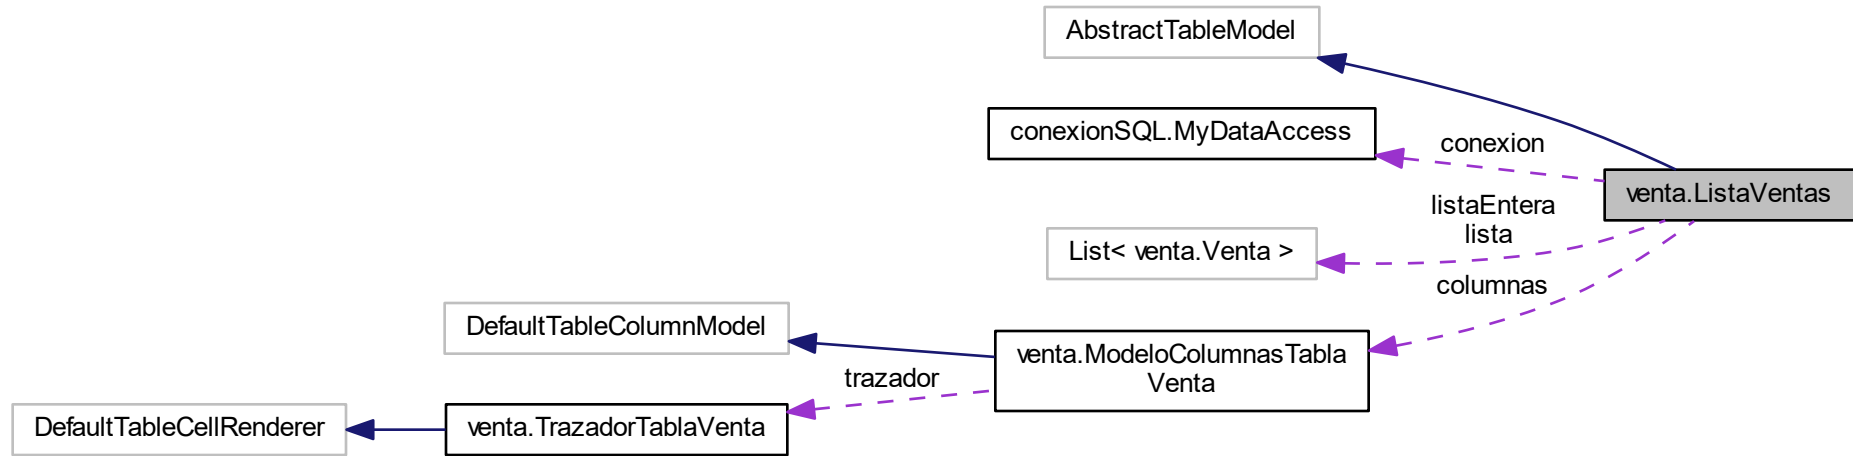 AbstractTableModel
conexionSQL.MyDataAccess
conexion
venta.ListaVentas
listaEntera
lista
List< venta.Venta >
columnas
DefaultTableColumnModel
venta.ModeloColumnasTabla
Venta
trazador
DefaultTableCellRenderer
venta.TrazadorTablaVenta